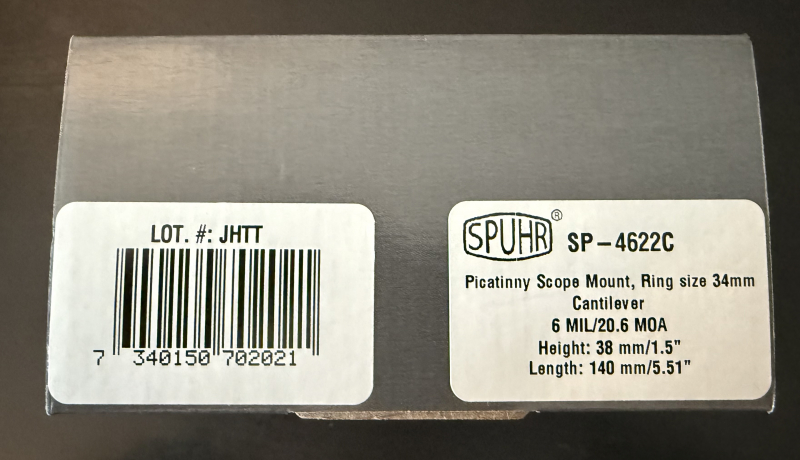 LOT. #: JHTT
7 340150 702021
SPUHR® SP-4622C
Picatinny Scope Mount, Ring size 34mm
Cantilever
6 MIL/20.6 MOA
Height: 38 mm/1.5"
Length: 140 mm/5.51"